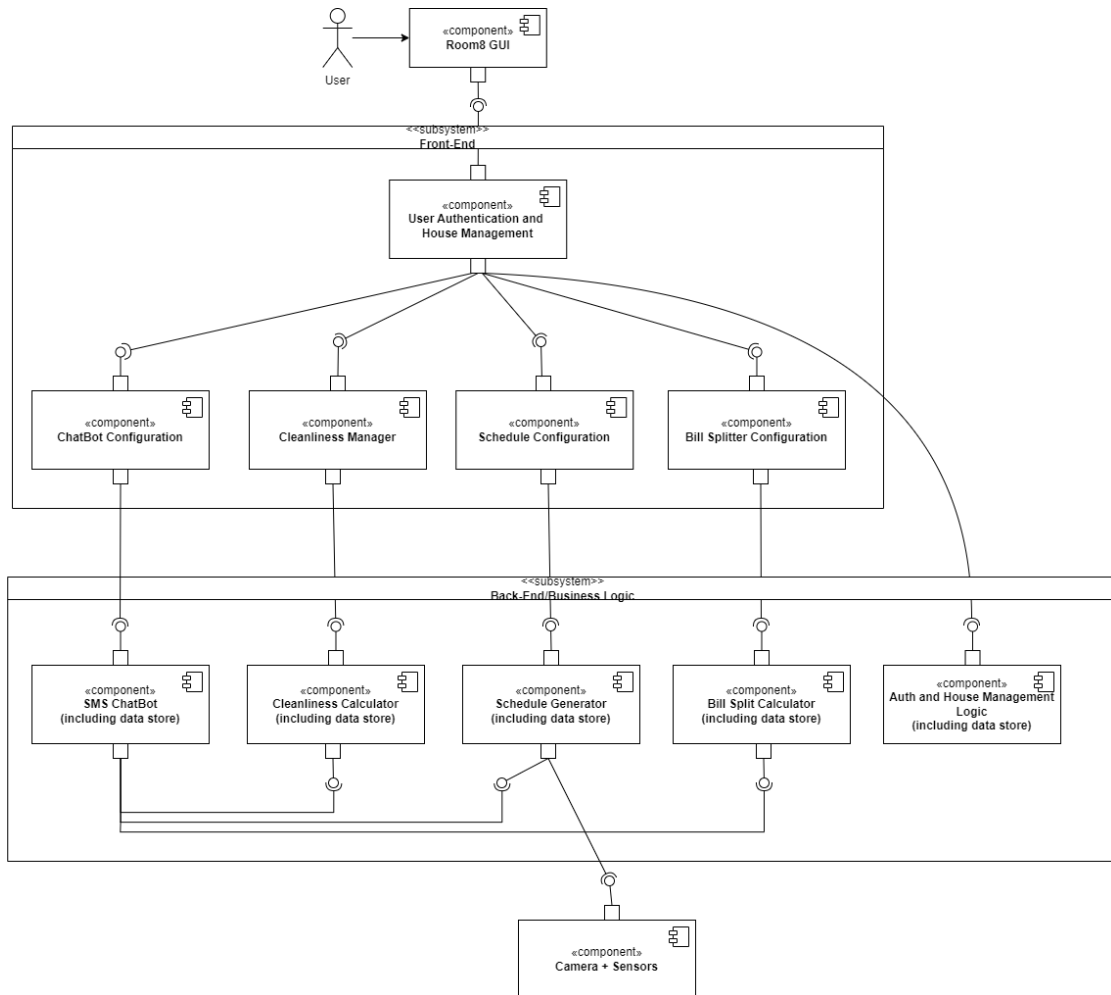 «component»
Room8 GUI
User
<<subsystem>>
Front-End
«component»
User Authentication and
House Management
«component»
ChatBot Configuration
«component»
Cleanliness Manager
«component»
Schedule Configuration
«component»
Bill Splitter Configuration
<<subsystem>>
Back-End/Business Logic
«component»
SMS ChatBot
(including data store)
«component»
Cleanliness Calculator
(including data store)
«component»
Schedule Generator
(including data store)
«component»
Bill Split Calculator
(including data store)
«component»
Auth and House Management
Logic
(including data store)
«component»
Camera + Sensors